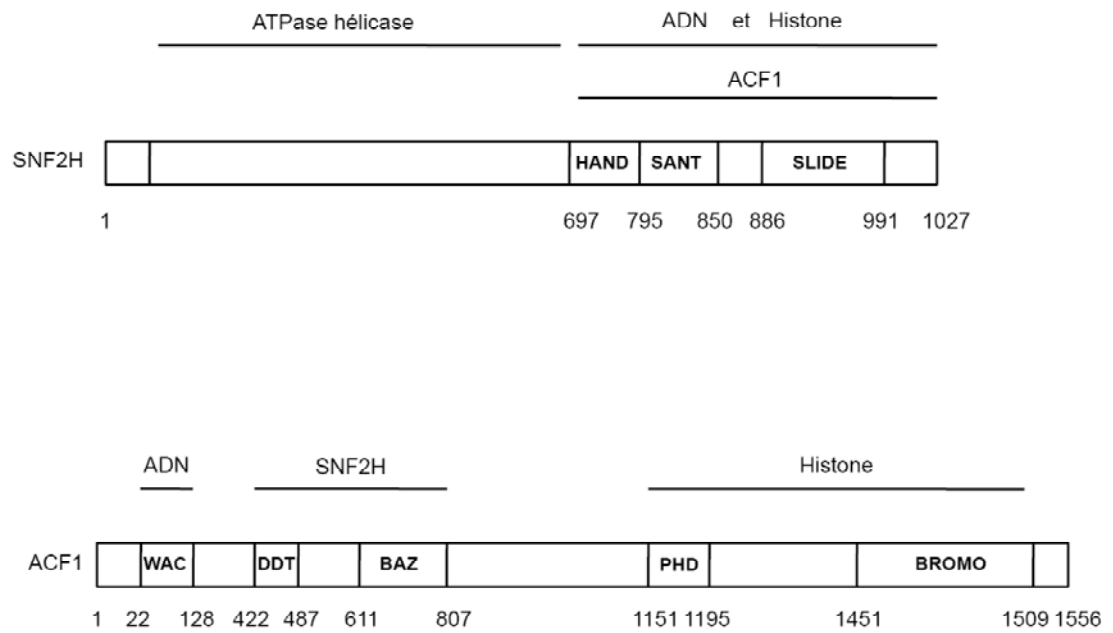 ATPase hélicase ADN et Histone
ACF1
SNF2H HAND SANT SLIDE
1 697 795 850 886 991 1027
ADN SNF2H Histone
ACF1 WAC DDT BAZ PHD BROMO
1 22 128 422 487 611 807 1151 1195 1451 1509 1556